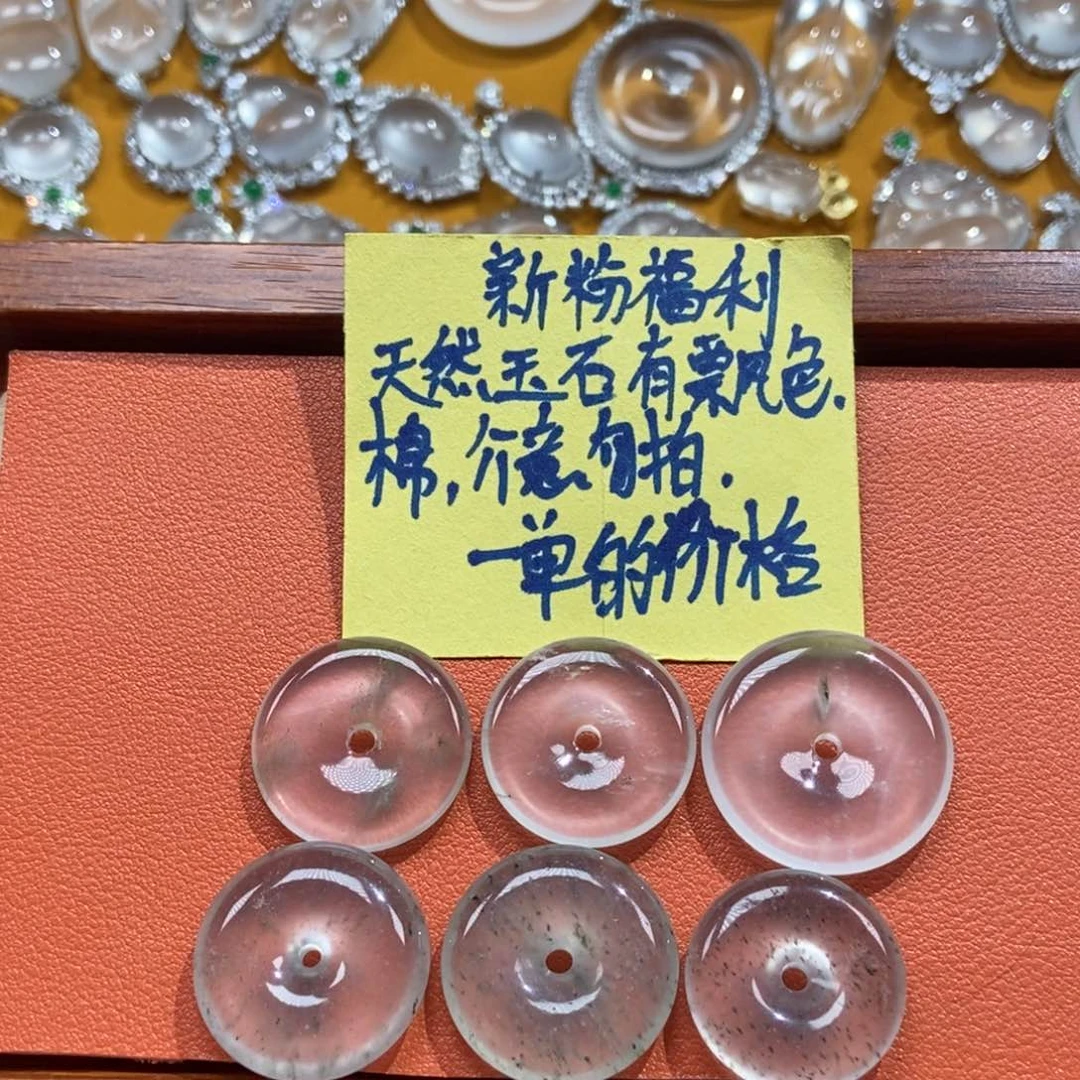 新粉福利
天然玉石有飘色.
棉,介意勿拍.
一单的价格